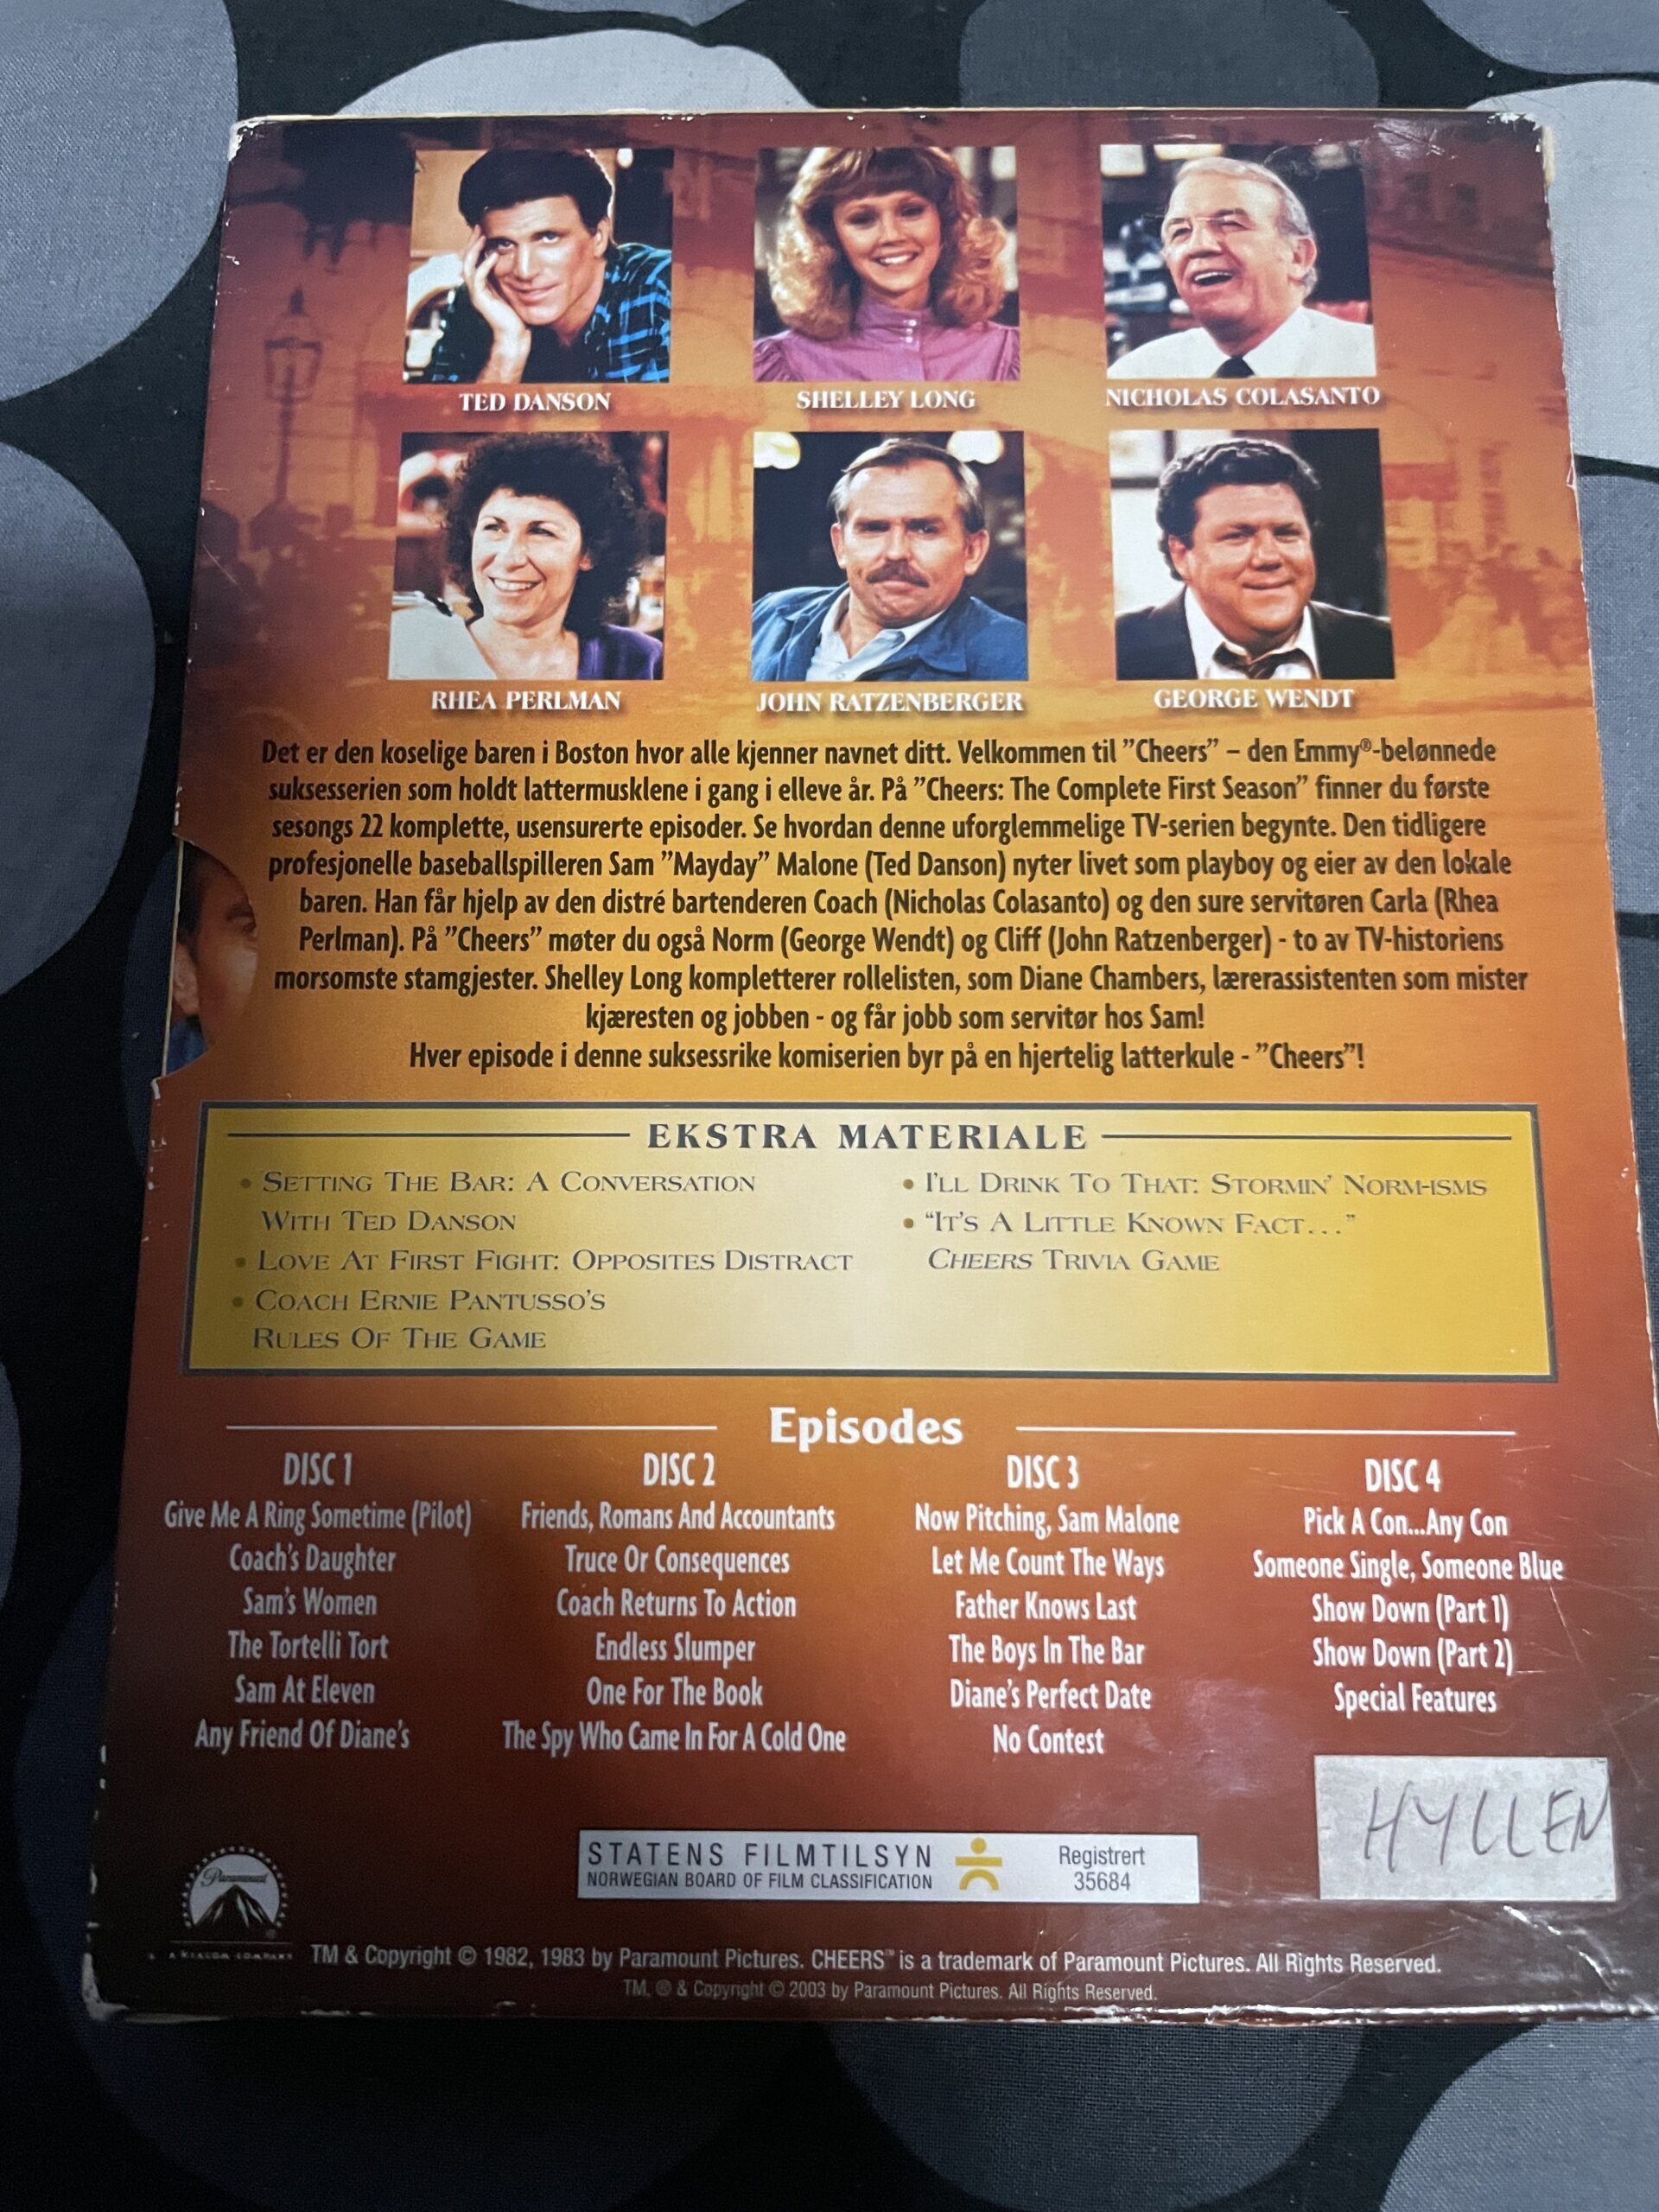 TED DANSON
SHELLEY LONG
NICHOLAS COLASANTO
RHEA PERLMAN
JOHN RATZENBERGER
GEORGE WENDT
Det er den koselige baren i Boston hvor alle kjenner navnet ditt. Velkommen til ”Cheers” – den Emmy®-belønnede
suksesserien som holdt lattermusklene i gang i elleve år. På ”Cheers: The Complete First Season” finner du første
sesongs 22 komplette, usensurerte episoder. Se hvordan denne uforglemmelige TV-serien begynte. Den tidligere
profesjonelle baseballspilleren Sam ”Mayday” Malone (Ted Danson) nyter livet som playboy og eier av den lokale
baren. Han får hjelp av den distré bartenderen Coach (Nicholas Colasanto) og den sure servitøren Carla (Rhea
Perlman). På ”Cheers” møter du også Norm (George Wendt) og Cliff (John Ratzenberger) - to av TV-historiens
morsomste stamgjester. Shelley Long kompletterer rollelisten, som Diane Chambers, lærerassistenten som mister
kjæresten og jobben - og får jobb som servitør hos Sam!
Hver episode i denne suksessrike komiserien byr på en hjertelig latterkule - ”Cheers”!
EKSTRA MATERIALE
• SETTING THE BAR: A CONVERSATION
WITH TED DANSON
• LOVE AT FIRST FIGHT: OPPOSITES DISTRACT
• COACH ERNIE PANTUSSO'S
RULES OF THE GAME
• I'LL DRINK TO THAT: STORMIN' NORM-ISMS
• “IT'S A LITTLE KNOWN FACT...”
CHEERS TRIVIA GAME
Episodes
DISC 1
Give Me A Ring Sometime (Pilot)
Coach's Daughter
Sam's Women
The Tortelli Tort
Sam At Eleven
Any Friend Of Diane's
DISC 2
Friends, Romans And Accountants
Truce Or Consequences
Coach Returns To Action
Endless Slumper
One For The Book
The Spy Who Came In For A Cold One
DISC 3
Now Pitching, Sam Malone
Let Me Count The Ways
Father Knows Last
The Boys In The Bar
Diane's Perfect Date
No Contest
DISC 4
Pick A Con...Any Con
Someone Single, Someone Blue
Show Down (Part 1)
Show Down (Part 2)
Special Features
HYLLEN
STATENS FILMTILSYN
NORWEGIAN BOARD OF FILM CLASSIFICATION
Registrert
35684
Paramount
A VIACOM COMPANY
TM & Copyright © 1982, 1983 by Paramount Pictures. CHEERS™ is a trademark of Paramount Pictures. All Rights Reserved.
TM, ® & Copyright © 2003 by Paramount Pictures. All Rights Reserved.